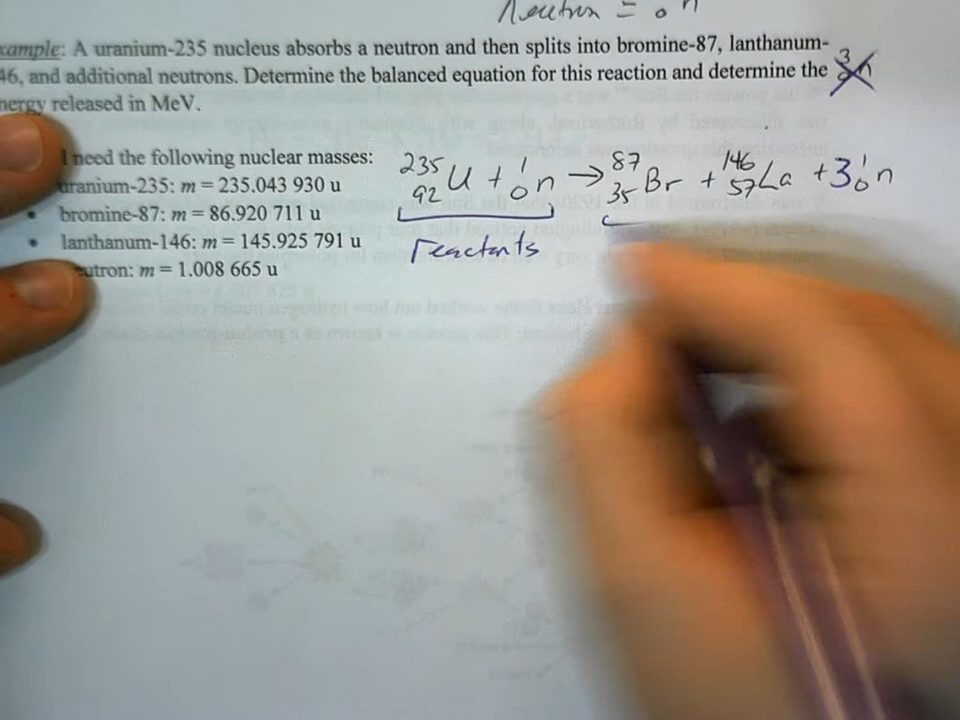 Neutron = ₀n
xample: A uranium-235 nucleus absorbs a neutron and then splits into bromine-87, lanthanum-
46, and additional neutrons. Determine the balanced equation for this reaction and determine the
nergy released in MeV.
I need the following nuclear masses:
uranium-235: m = 235.043 930 u
• bromine-87: m = 86.920 711 u
• lanthanum-146: m = 145.925 791 u
eutron: m = 1.008 665 u
²³⁵₉₂U + ¹₀n → ⁸⁷₃₅Br + ¹⁴⁶₅₇La + 3¹₀n
reactants